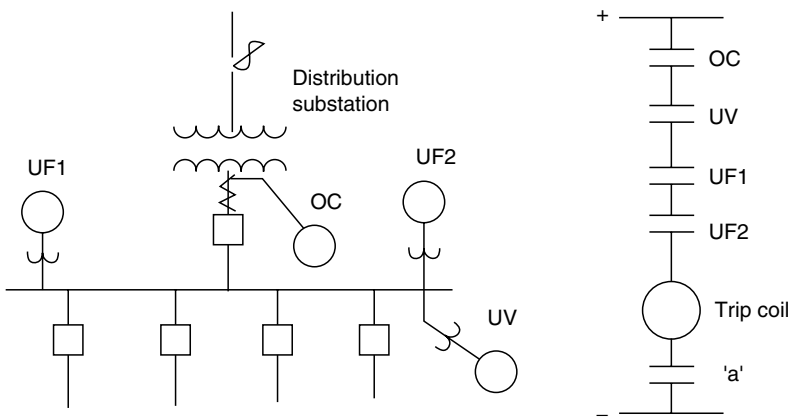 Distribution
substation
UF1
UF2
OC
UV
+
OC
UV
UF1
UF2
Trip coil
'a'
–